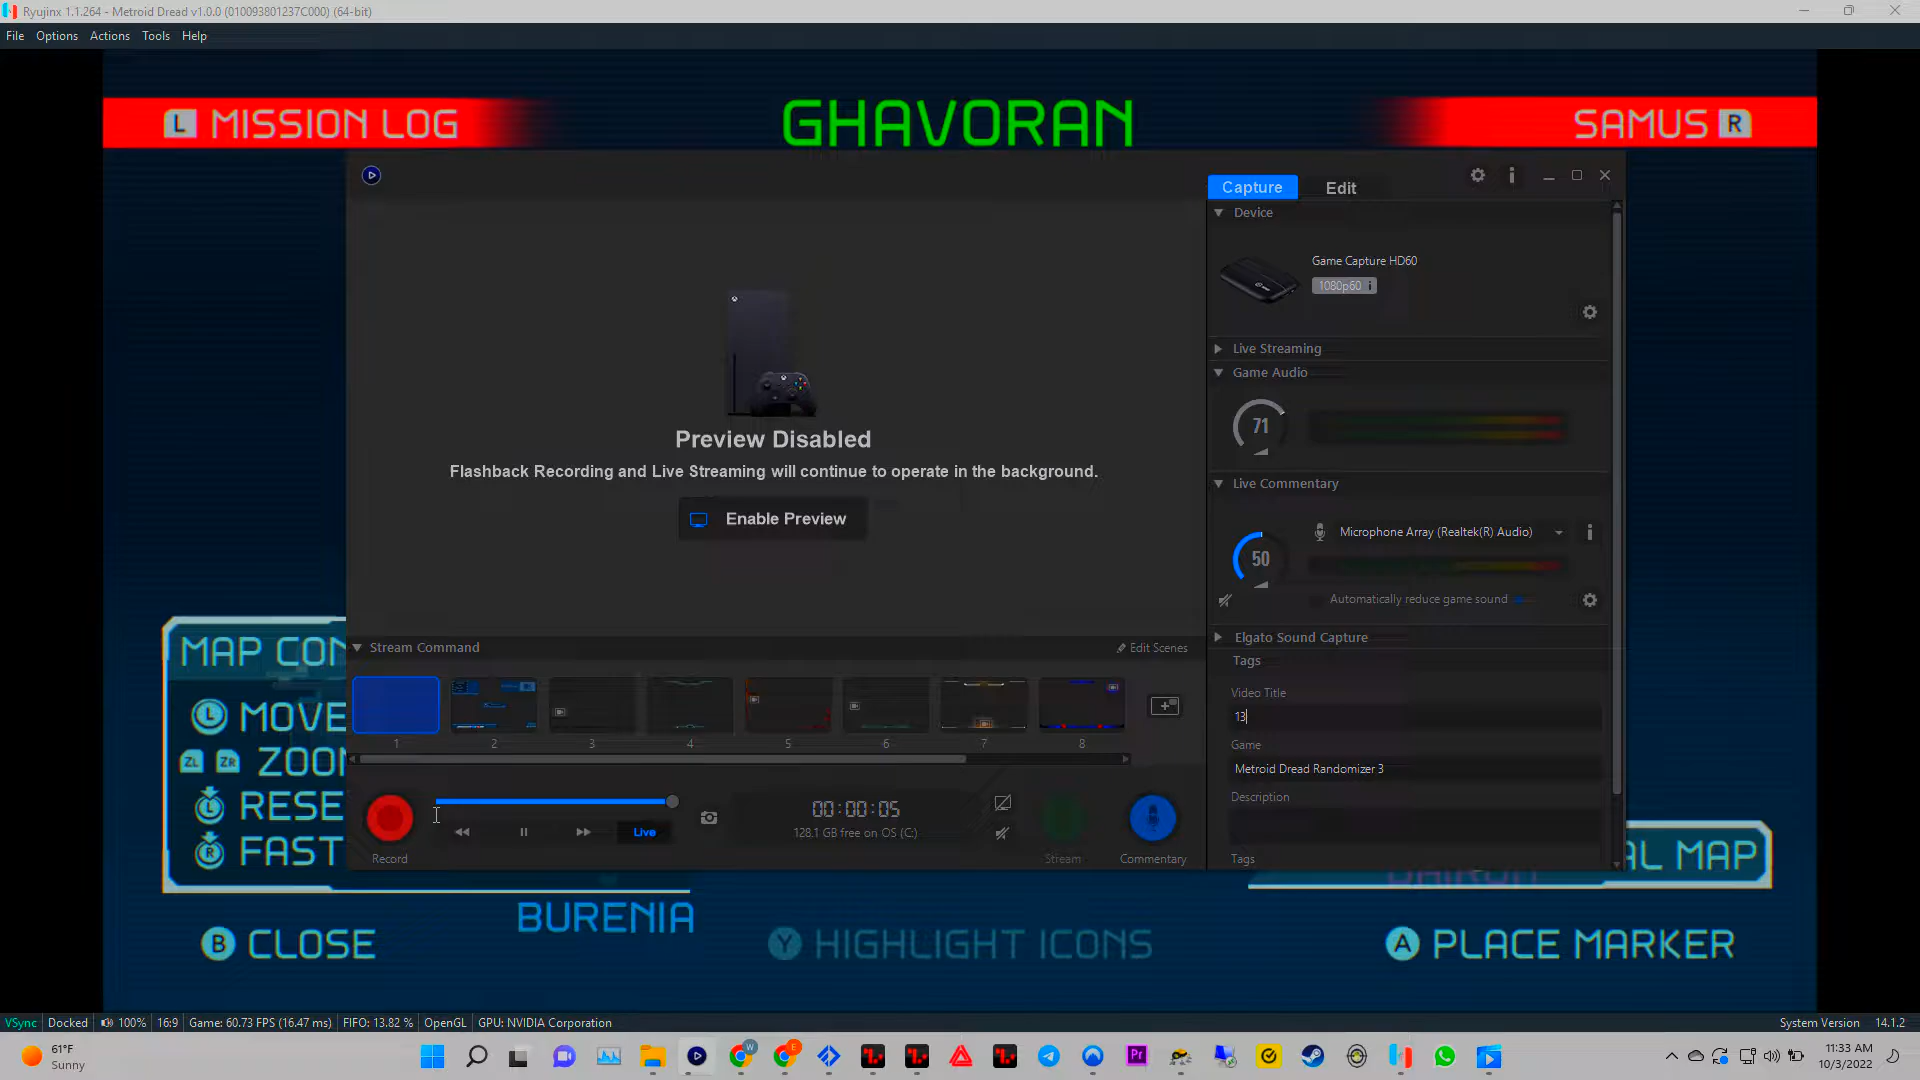 Ryujinx 1.1.264 - Metroid Dread v1.0.0 (010093801237C000) (64-bit)
File Options Actions Tools Help
L MISSION LOG
GHAVORAN
SAMUS R
Capture Edit
Device
Game Capture HD60
1080p60 i
Live Streaming
Game Audio
71
Preview Disabled
Flashback Recording and Live Streaming will continue to operate in the background.
Enable Preview
Live Commentary
Microphone Array (Realtek(R) Audio)
50
Automatically reduce game sound
Elgato Sound Capture
Tags
Video Title
13
Game
Metroid Dread Randomizer 3
Description
Tags
Stream Command
Edit Scenes
1 2 3 4 5 6 7 8
00:00:05
128.1 GB free on OS (C:)
Live
Record
Stream
Commentary
MAP CON
L MOVE
ZL ZR ZOO
RESE
R FAST
AL MAP
DAIRON
BURENIA
B CLOSE
Y HIGHLIGHT ICONS
A PLACE MARKER
VSync Docked 100% 16:9 Game: 60.73 FPS (16.47 ms) FIFO: 13.82 % OpenGL GPU: NVIDIA Corporation
System Version 14.1.2
61°F
Sunny
W
E
Pr
11:33 AM
10/3/2022